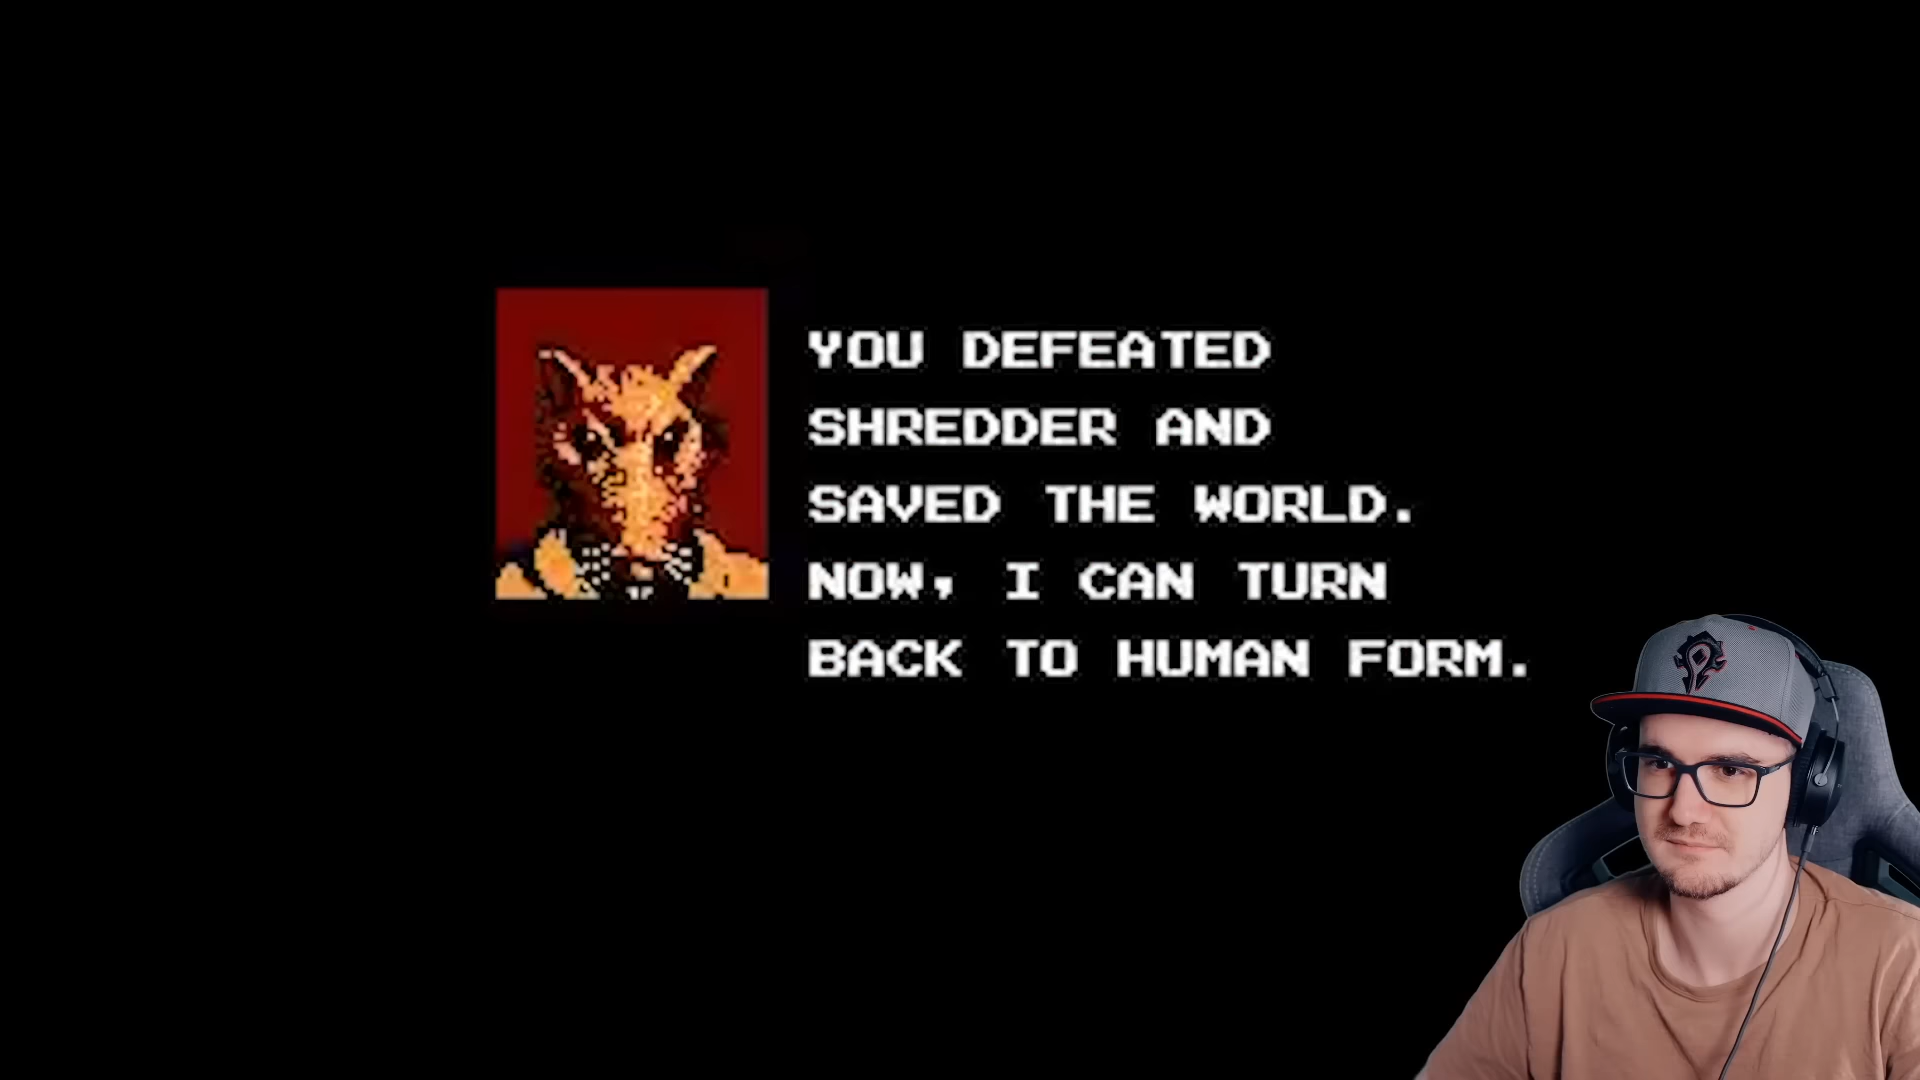 YOU DEFEATED
SHREDDER AND
SAVED THE WORLD.
NOW, I CAN TURN
BACK TO HUMAN FORM.